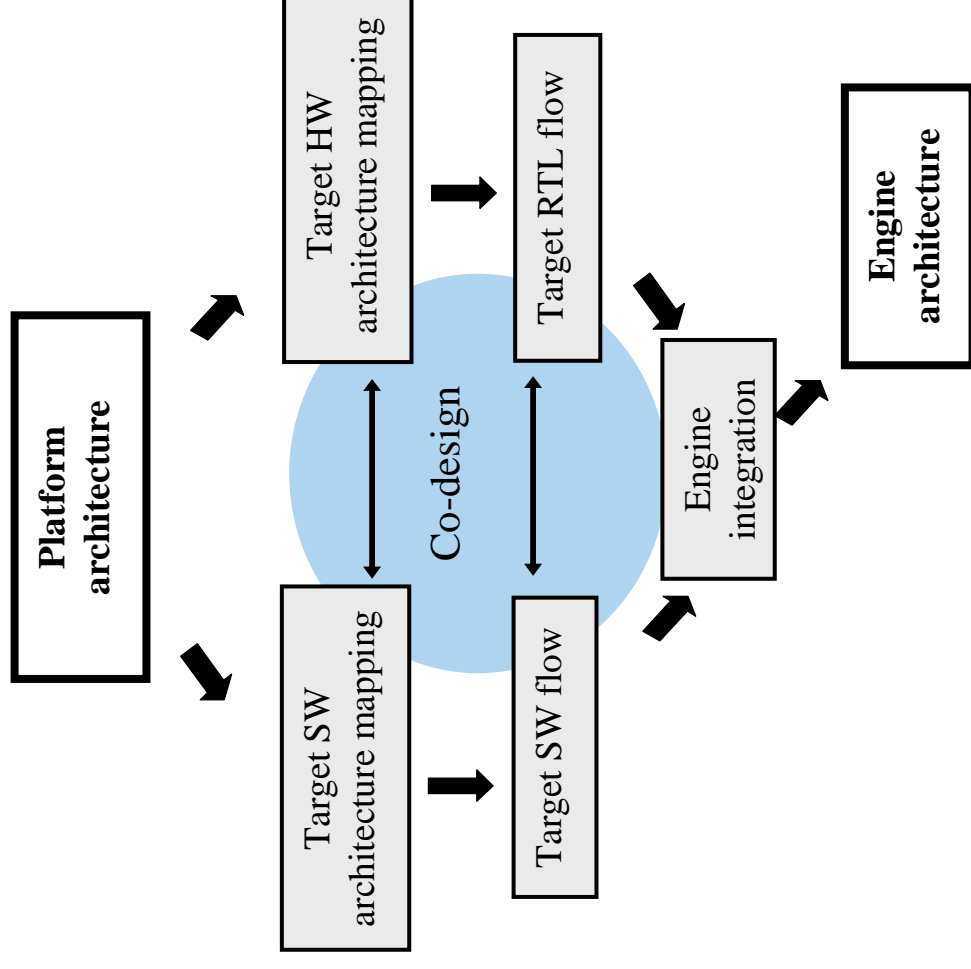 Platform
architecture
Target SW
architecture mapping
Target HW
architecture mapping
Co-design
Target SW flow
Target RTL flow
Engine
integration
Engine
architecture